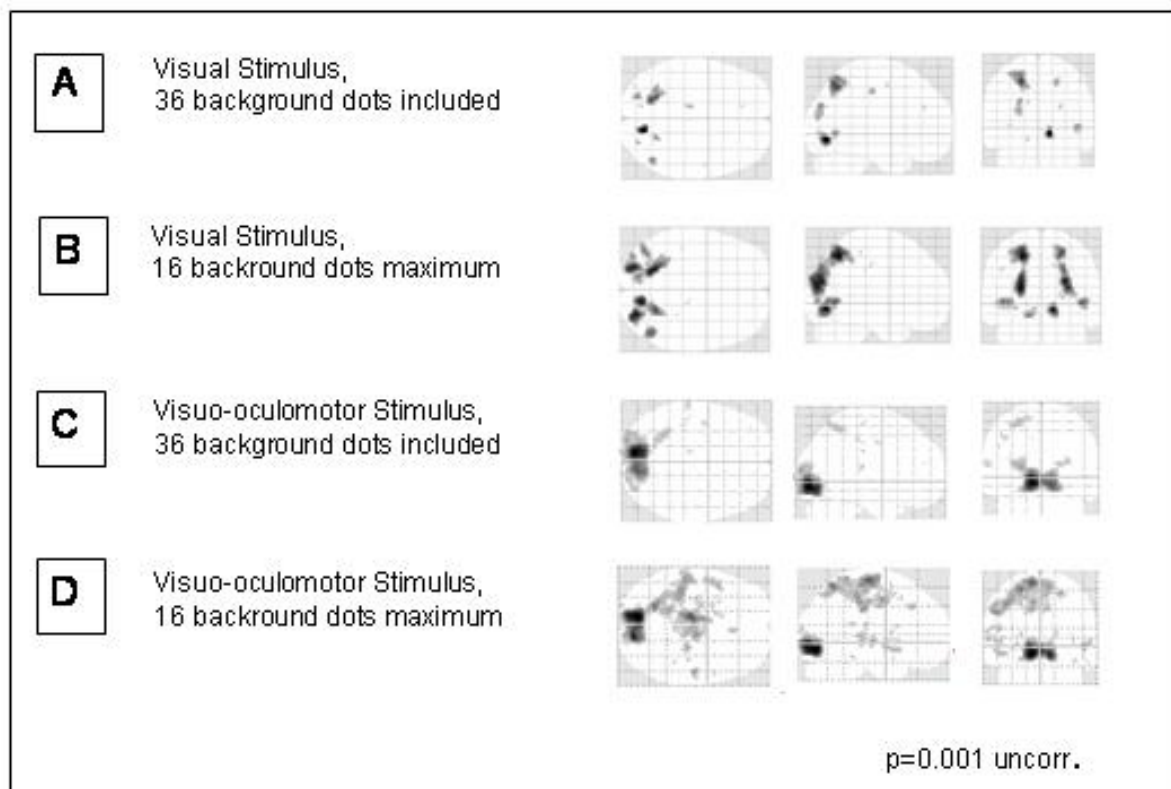 A
Visual Stimulus,
36 background dots included
B
Visual Stimulus,
16 backround dots maximum
C
Visuo-oculomotor Stimulus,
36 background dots included
D
Visuo-oculomotor Stimulus,
16 backround dots maximum
p=0.001 uncorr.